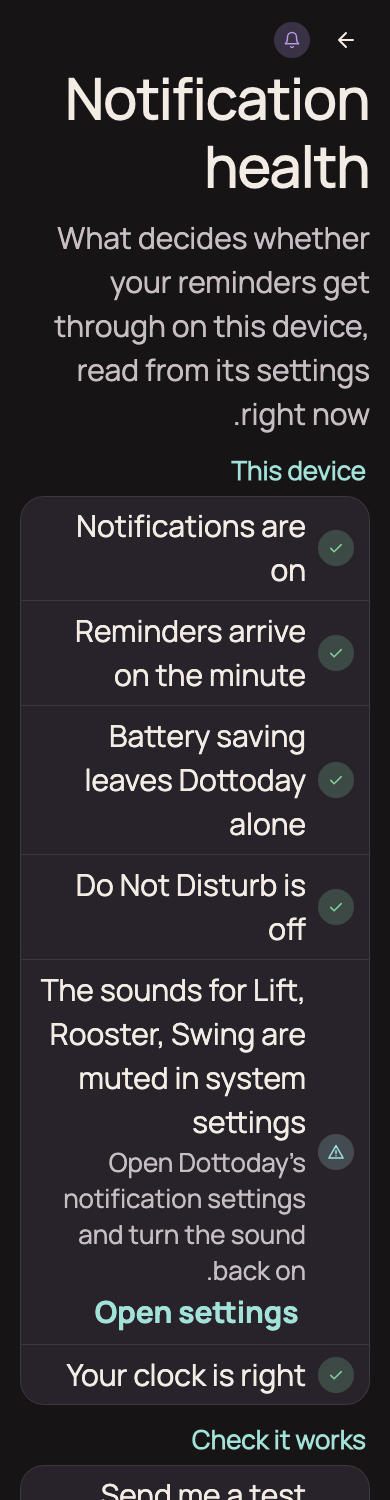 Notification
health
What decides whether
your reminders get
through on this device,
read from its settings
.right now
This device
Notifications are
on
Reminders arrive
on the minute
Battery saving
leaves Dottoday
alone
Do Not Disturb is
off
The sounds for Lift,
Rooster, Swing are
muted in system
settings
Open Dottoday's
notification settings
and turn the sound
.back on
Open settings
Your clock is right
Check it works
Send me a test